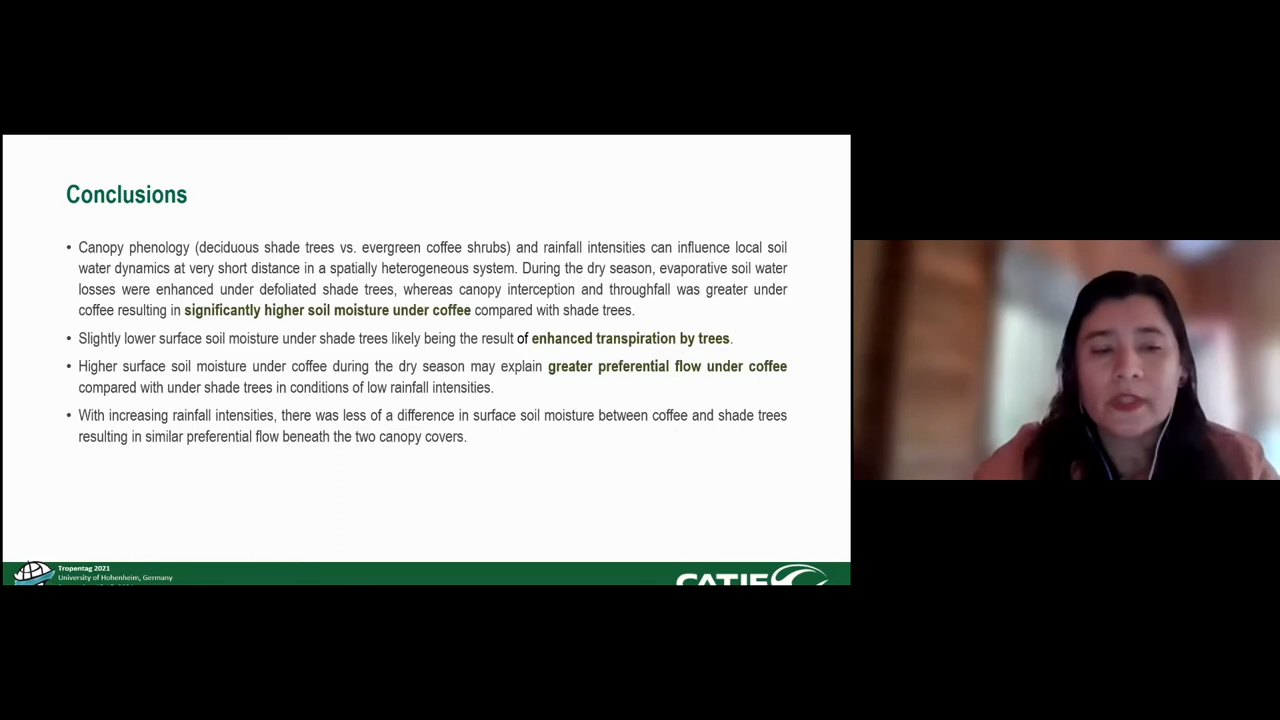 Conclusions
• Canopy phenology (deciduous shade trees vs. evergreen coffee shrubs) and rainfall intensities can influence local soil
water dynamics at very short distance in a spatially heterogeneous system. During the dry season, evaporative soil water
losses were enhanced under defoliated shade trees, whereas canopy interception and throughfall was greater under
coffee resulting in significantly higher soil moisture under coffee compared with shade trees.
• Slightly lower surface soil moisture under shade trees likely being the result of enhanced transpiration by trees.
• Higher surface soil moisture under coffee during the dry season may explain greater preferential flow under coffee
compared with under shade trees in conditions of low rainfall intensities.
• With increasing rainfall intensities, there was less of a difference in surface soil moisture between coffee and shade trees
resulting in similar preferential flow beneath the two canopy covers.
Tropentag 2021
University of Hohenheim, Germany
CATIE